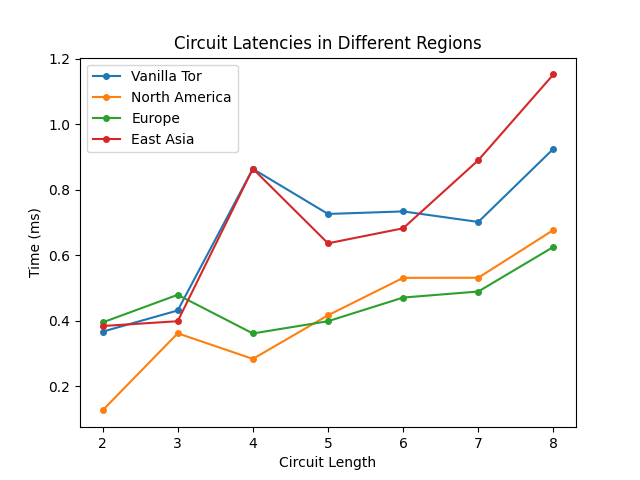 Circuit Latencies in Different Regions
1.2
1.0
0.8
0.6
0.4
0.2
Time (ms)
Vanilla Tor
North America
Europe
East Asia
2 3 4 5 6 7 8
Circuit Length